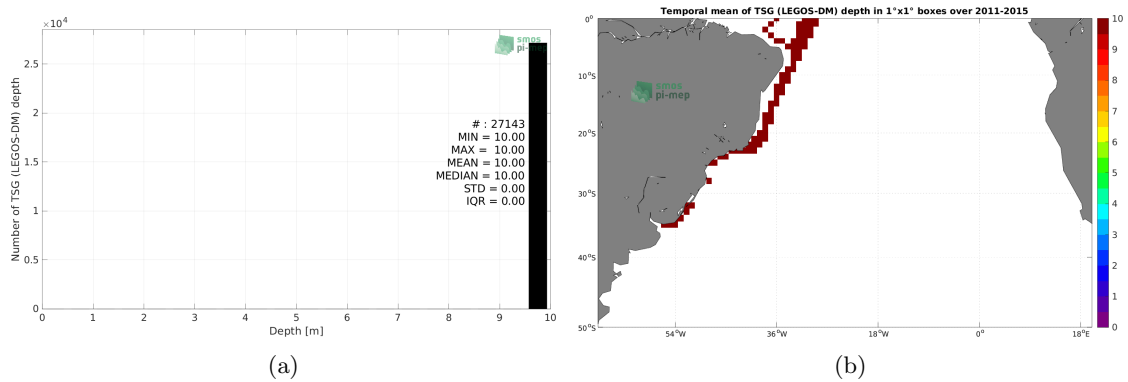 ×10⁴
2.5
2
1.5
1
0.5
0
Number of TSG (LEGOS-DM) depth
smos
pi-mep
# : 27143
MIN = 10.00
MAX = 10.00
MEAN = 10.00
MEDIAN = 10.00
STD = 0.00
IQR = 0.00
0 1 2 3 4 5 6 7 8 9 10
Depth [m]
(a)
Temporal mean of TSG (LEGOS-DM) depth in 1°x1° boxes over 2011-2015
0°
10°S
20°S
30°S
40°S
50°S
smos
pi-mep
54°W 36°W 18°W 0° 18°E
10
9
8
7
6
5
4
3
2
1
0
(b)